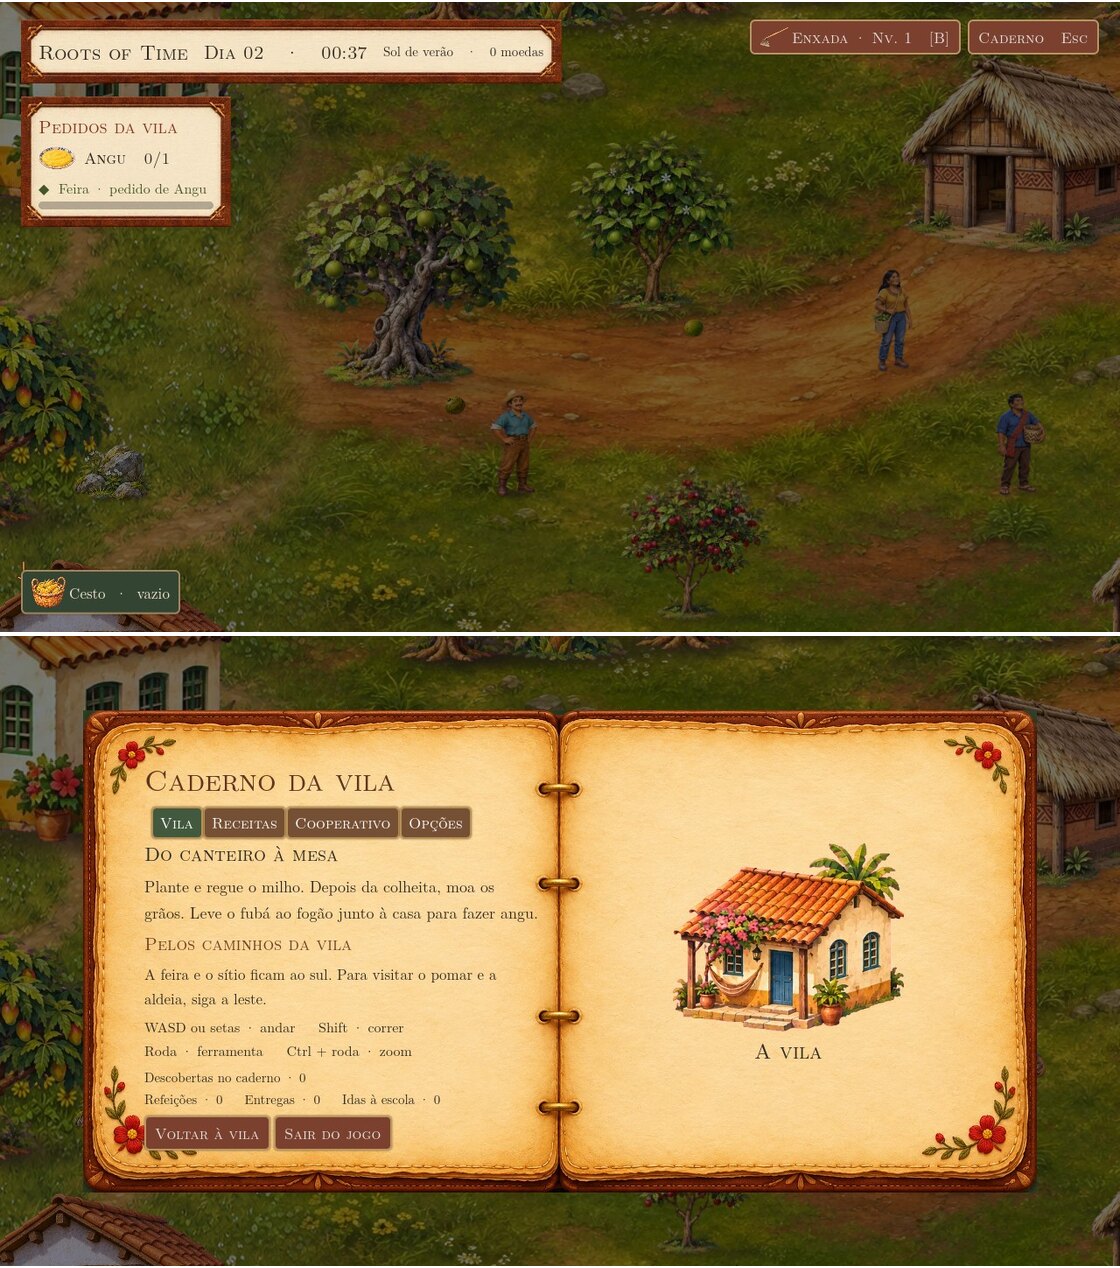 Roots of Time Dia 02 · 00:37 Sol de verão · 0 moedas
Enxada · Nv. 1 [B]
Caderno Esc
Pedidos da vila
Angu 0/1
Feira · pedido de Angu
Cesto · vazio
Caderno da vila
Vila Receitas Cooperativo Opções
Do canteiro à mesa
Plante e regue o milho. Depois da colheita, moa os
grãos. Leve o fubá ao fogão junto à casa para fazer angu.
Pelos caminhos da vila
A feira e o sítio ficam ao sul. Para visitar o pomar e a
aldeia, siga a leste.
WASD ou setas · andar Shift · correr
Roda · ferramenta Ctrl + roda · zoom
Descobertas no caderno · 0
Refeições · 0 Entregas · 0 Idas à escola · 0
Voltar à vila Sair do jogo
A vila